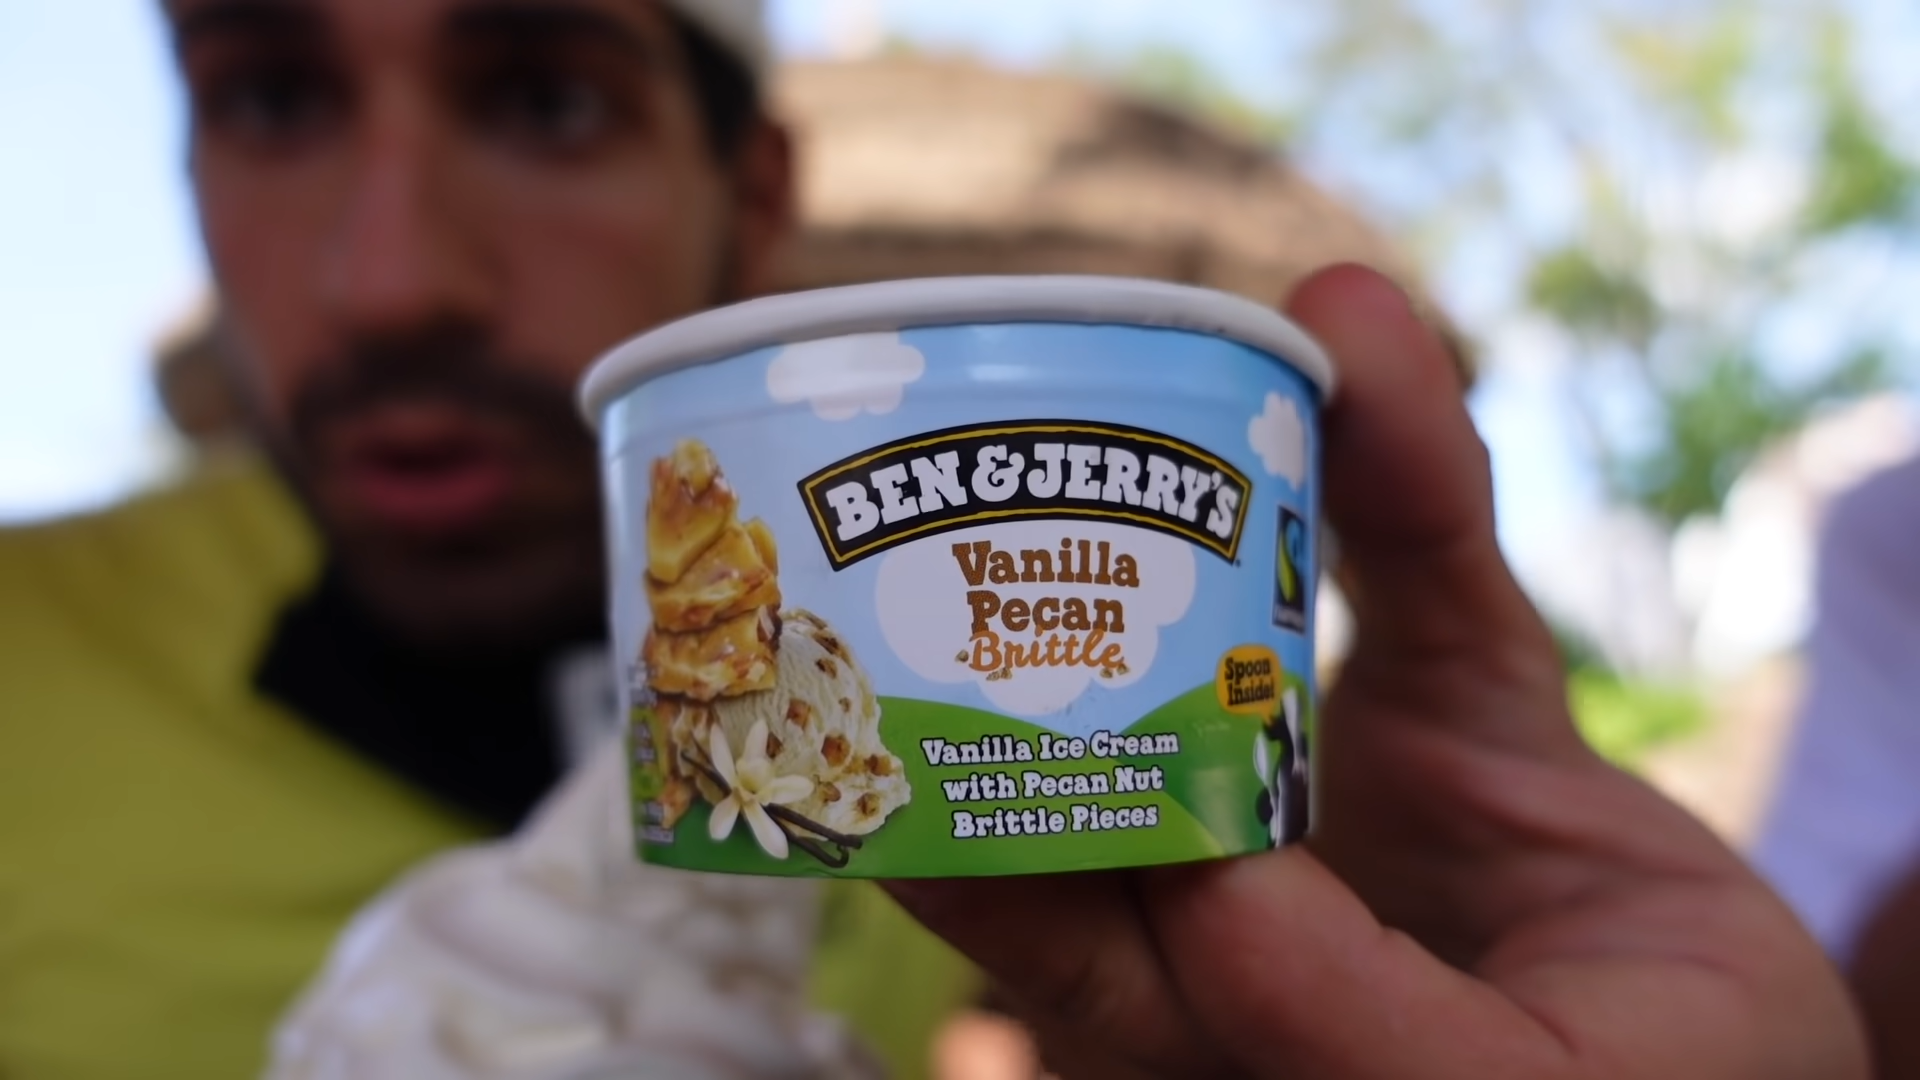 BEN & JERRY'S
Vanilla
Pecan
Brittle
Spoon
Inside!
Vanilla Ice Cream
with Pecan Nut
Brittle Pieces